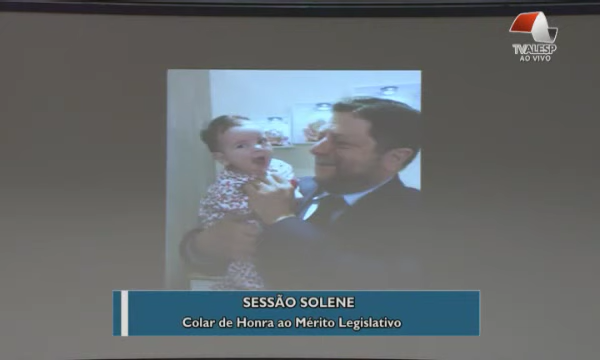 TVALESP
AO VIVO
SESSÃO SOLENE
Colar de Honra ao Mérito Legislativo